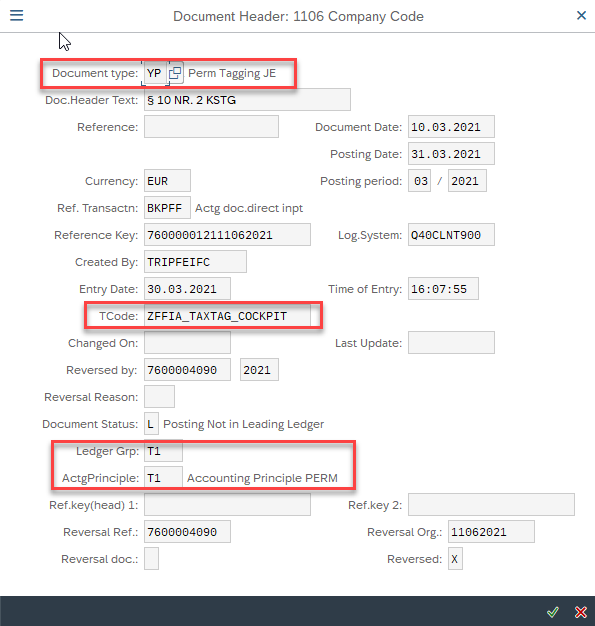 Document Header: 1106 Company Code
Document type: YP Perm Tagging JE
Doc.Header Text: § 10 NR. 2 KSTG
Reference: Document Date: 10.03.2021
Posting Date: 31.03.2021
Currency: EUR Posting period: 03 / 2021
Ref. Transactn: BKPFF Actg doc.direct inpt
Reference Key: 760000012111062021 Log.System: Q40CLNT900
Created By: TRIPFEIFC
Entry Date: 30.03.2021 Time of Entry: 16:07:55
TCode: ZFFIA_TAXTAG_COCKPIT
Changed On: Last Update:
Reversed by: 7600004090 2021
Reversal Reason:
Document Status: L Posting Not in Leading Ledger
Ledger Grp: T1
ActgPrinciple: T1 Accounting Principle PERM
Ref.key(head) 1: Ref.key 2:
Reversal Ref.: 7600004090 Reversal Org.: 11062021
Reversal doc.: Reversed: X